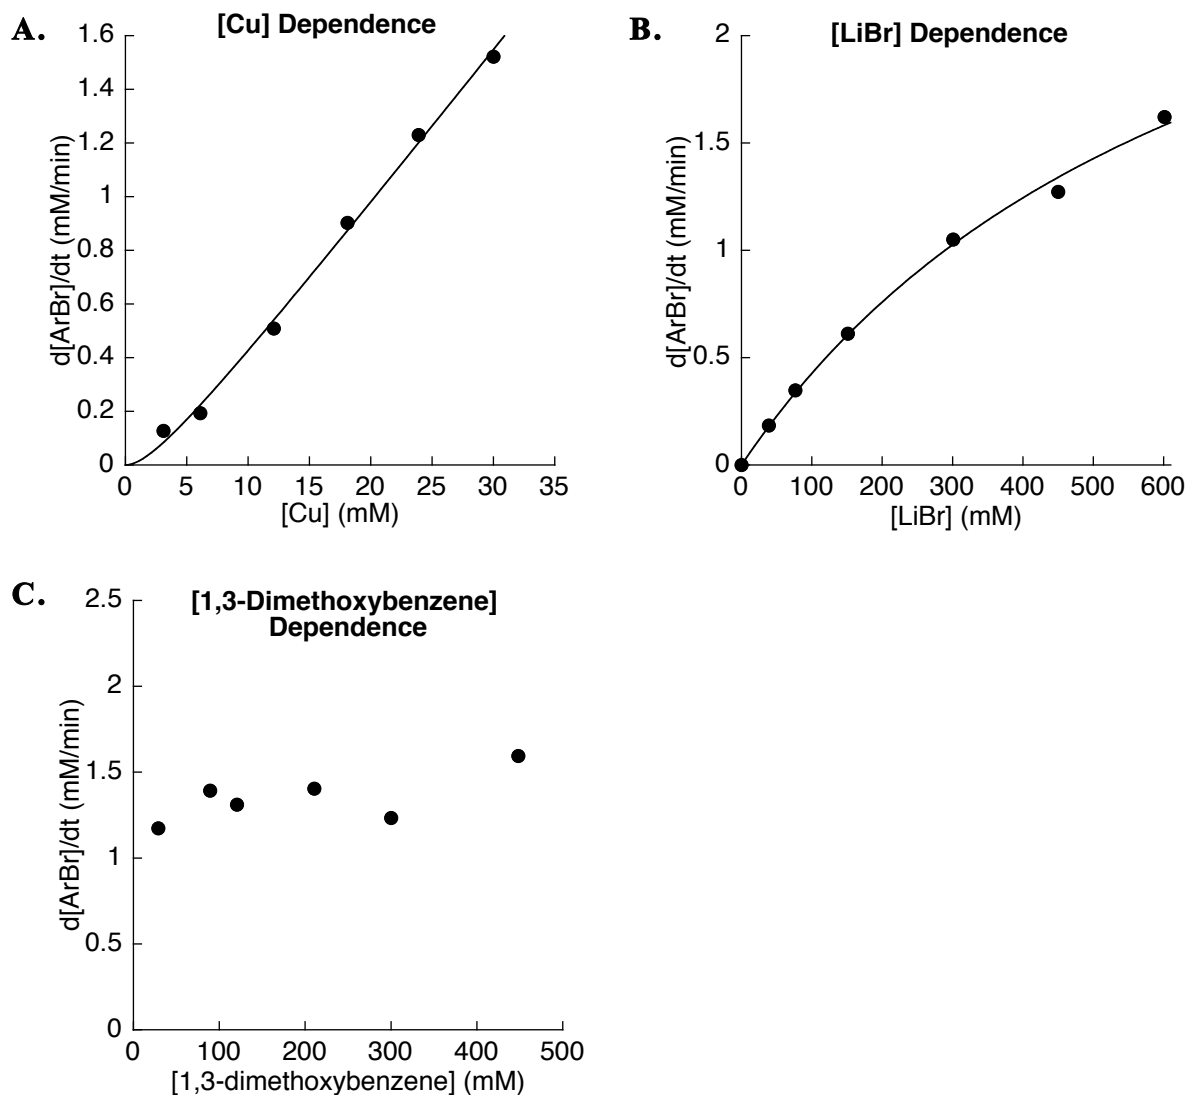 A.
[Cu] Dependence
1.6
1.4
1.2
1
0.8
0.6
0.4
0.2
0
d[ArBr]/dt (mM/min)
0 5 10 15 20 25 30 35
[Cu] (mM)
B.
[LiBr] Dependence
2
1.5
1
0.5
0
d[ArBr]/dt (mM/min)
0 100 200 300 400 500 600
[LiBr] (mM)
C.
[1,3-Dimethoxybenzene]
Dependence
2.5
2
1.5
1
0.5
0
d[ArBr]/dt (mM/min)
0 100 200 300 400 500
[1,3-dimethoxybenzene] (mM)